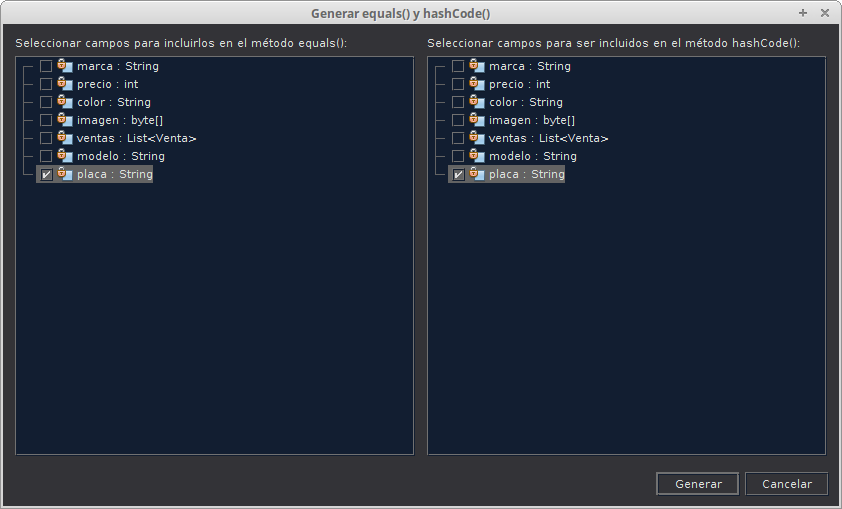 Generar equals() y hashCode()
Seleccionar campos para incluirlos en el método equals():
marca : String
precio : int
color : String
imagen : byte[]
ventas : List<Venta>
modelo : String
placa : String
Seleccionar campos para ser incluidos en el método hashCode():
marca : String
precio : int
color : String
imagen : byte[]
ventas : List<Venta>
modelo : String
placa : String
Generar
Cancelar